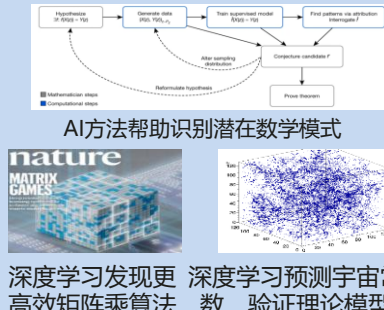 Hypothesize
Generate data
Train supervised model
Find patterns via attribution
interrogate f̂
Alter sampling
distribution
Conjecture candidate f'
Reformulate hypothesis
Mathematician steps
Computational steps
Prove theorem
AI方法帮助识别潜在数学模式
nature
MATRIX
GAMES
深度学习发现更
高效矩阵乘算法
深度学习预测宇宙常
数，验证理论模型